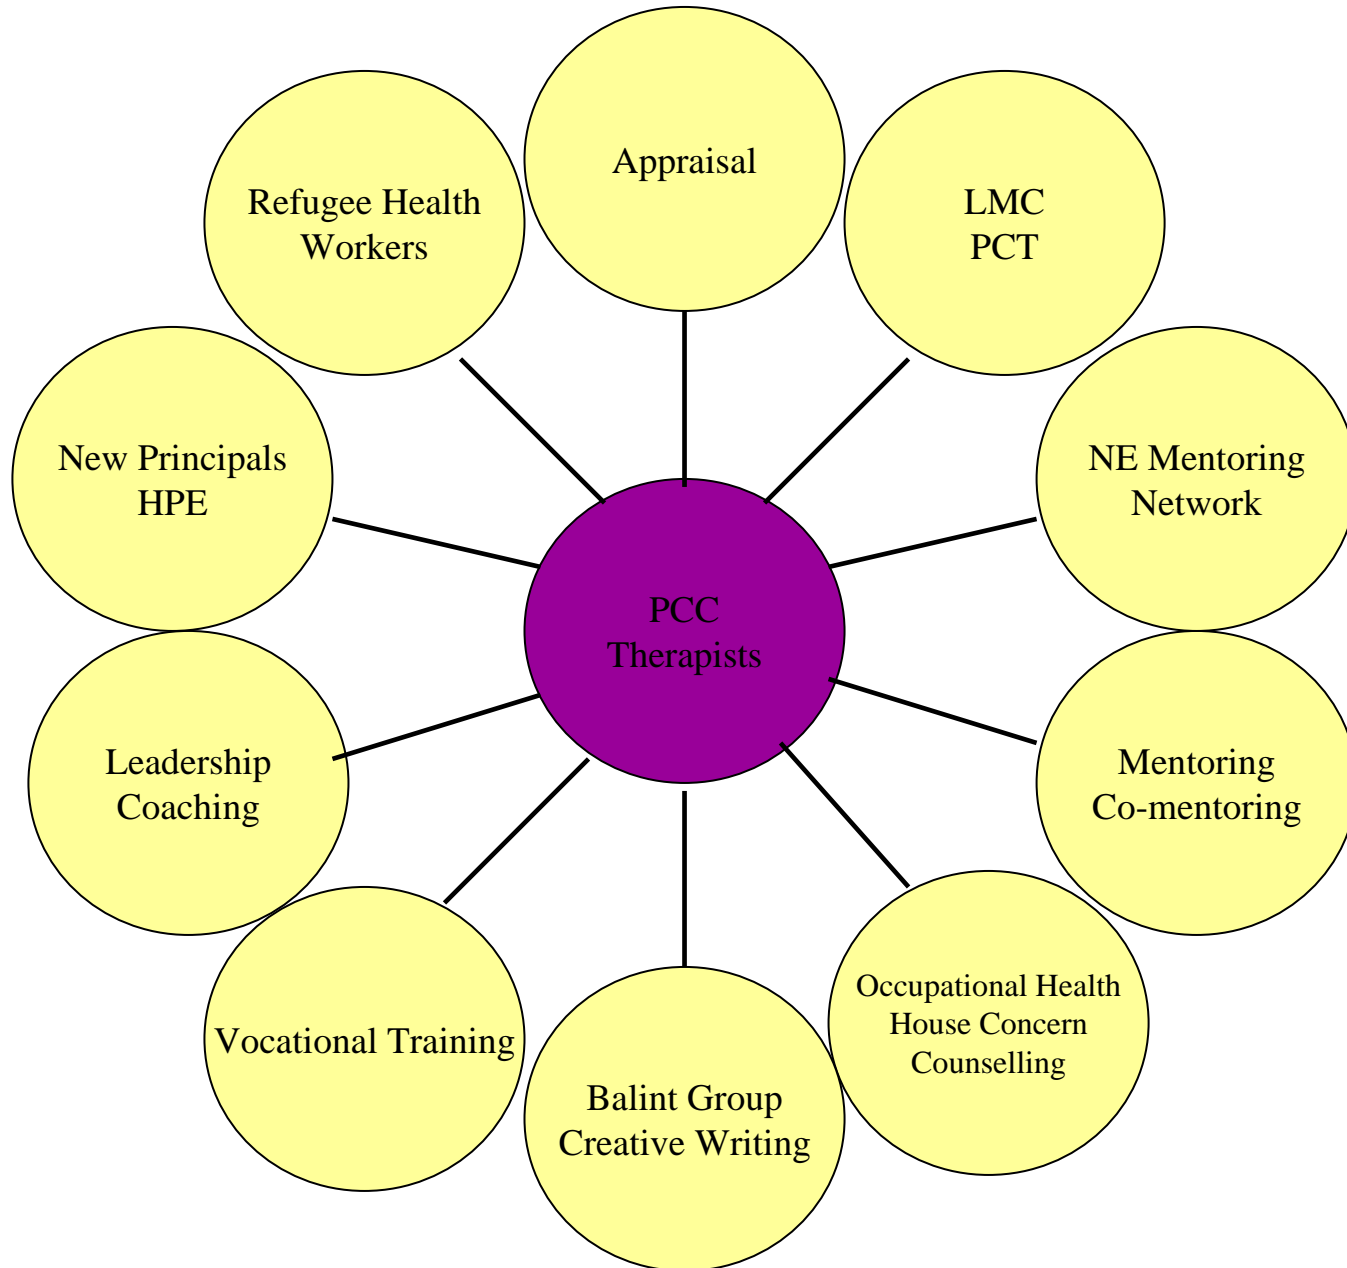 Appraisal
Refugee Health
Workers
LMC
PCT
New Principals
HPE
NE Mentoring
Network
PCC
Therapists
Leadership
Coaching
Mentoring
Co-mentoring
Vocational Training
Occupational Health
House Concern
Counselling
Balint Group
Creative Writing